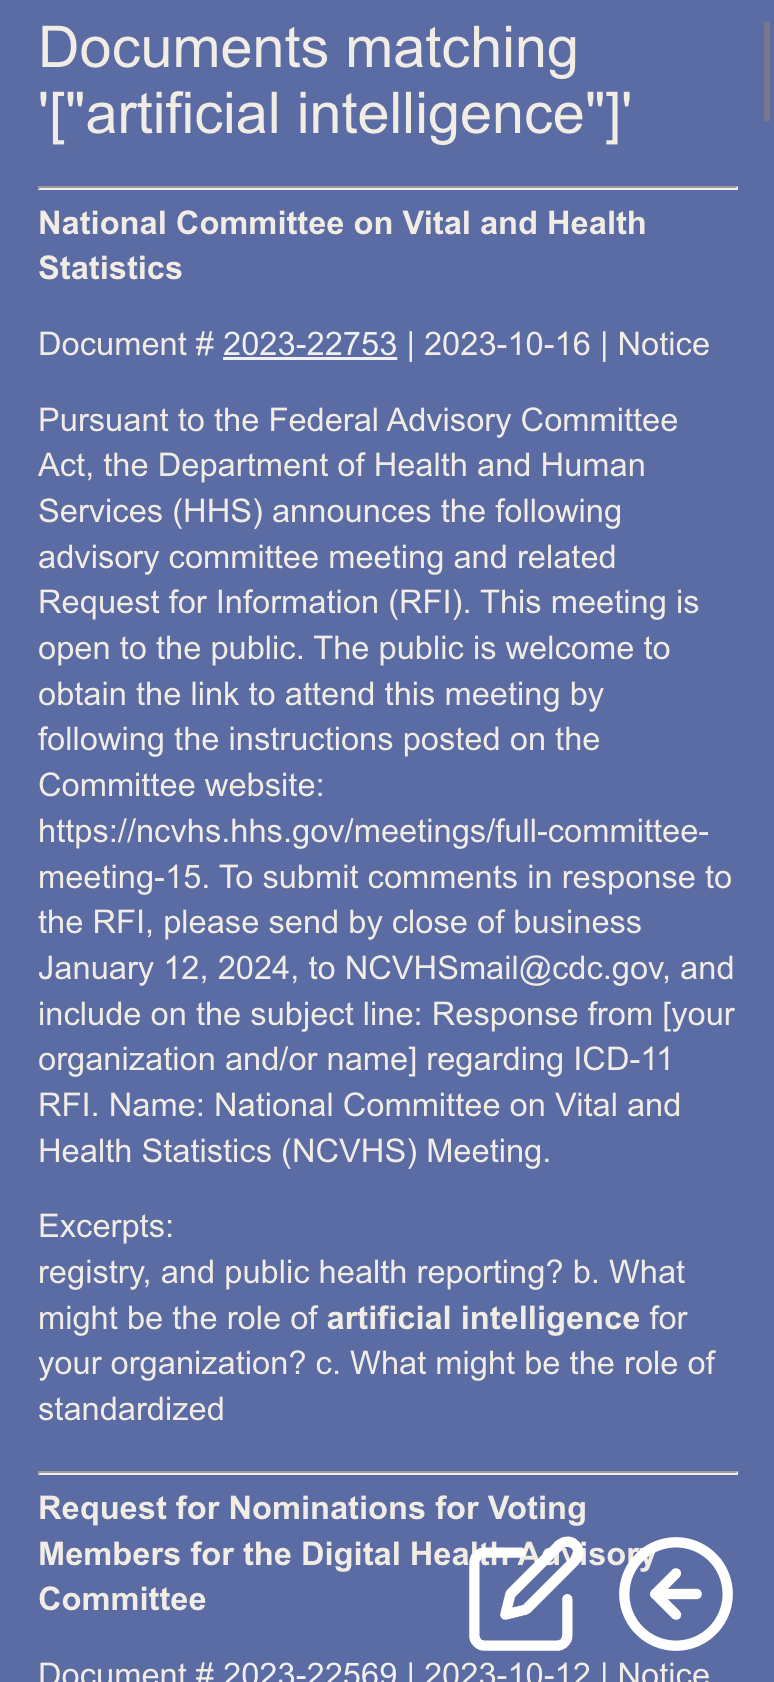 Documents matching
'["artificial intelligence"]'
National Committee on Vital and Health
Statistics
Document # 2023-22753 | 2023-10-16 | Notice
Pursuant to the Federal Advisory Committee
Act, the Department of Health and Human
Services (HHS) announces the following
advisory committee meeting and related
Request for Information (RFI). This meeting is
open to the public. The public is welcome to
obtain the link to attend this meeting by
following the instructions posted on the
Committee website:
https://ncvhs.hhs.gov/meetings/full-committee-
meeting-15. To submit comments in response to
the RFI, please send by close of business
January 12, 2024, to NCVHSmail@cdc.gov, and
include on the subject line: Response from [your
organization and/or name] regarding ICD-11
RFI. Name: National Committee on Vital and
Health Statistics (NCVHS) Meeting.
Excerpts:
registry, and public health reporting? b. What
might be the role of artificial intelligence for
your organization? c. What might be the role of
standardized
Request for Nominations for Voting
Members for the Digital Health Advisory
Committee
Document # 2023-22569 | 2023-10-12 | Notice